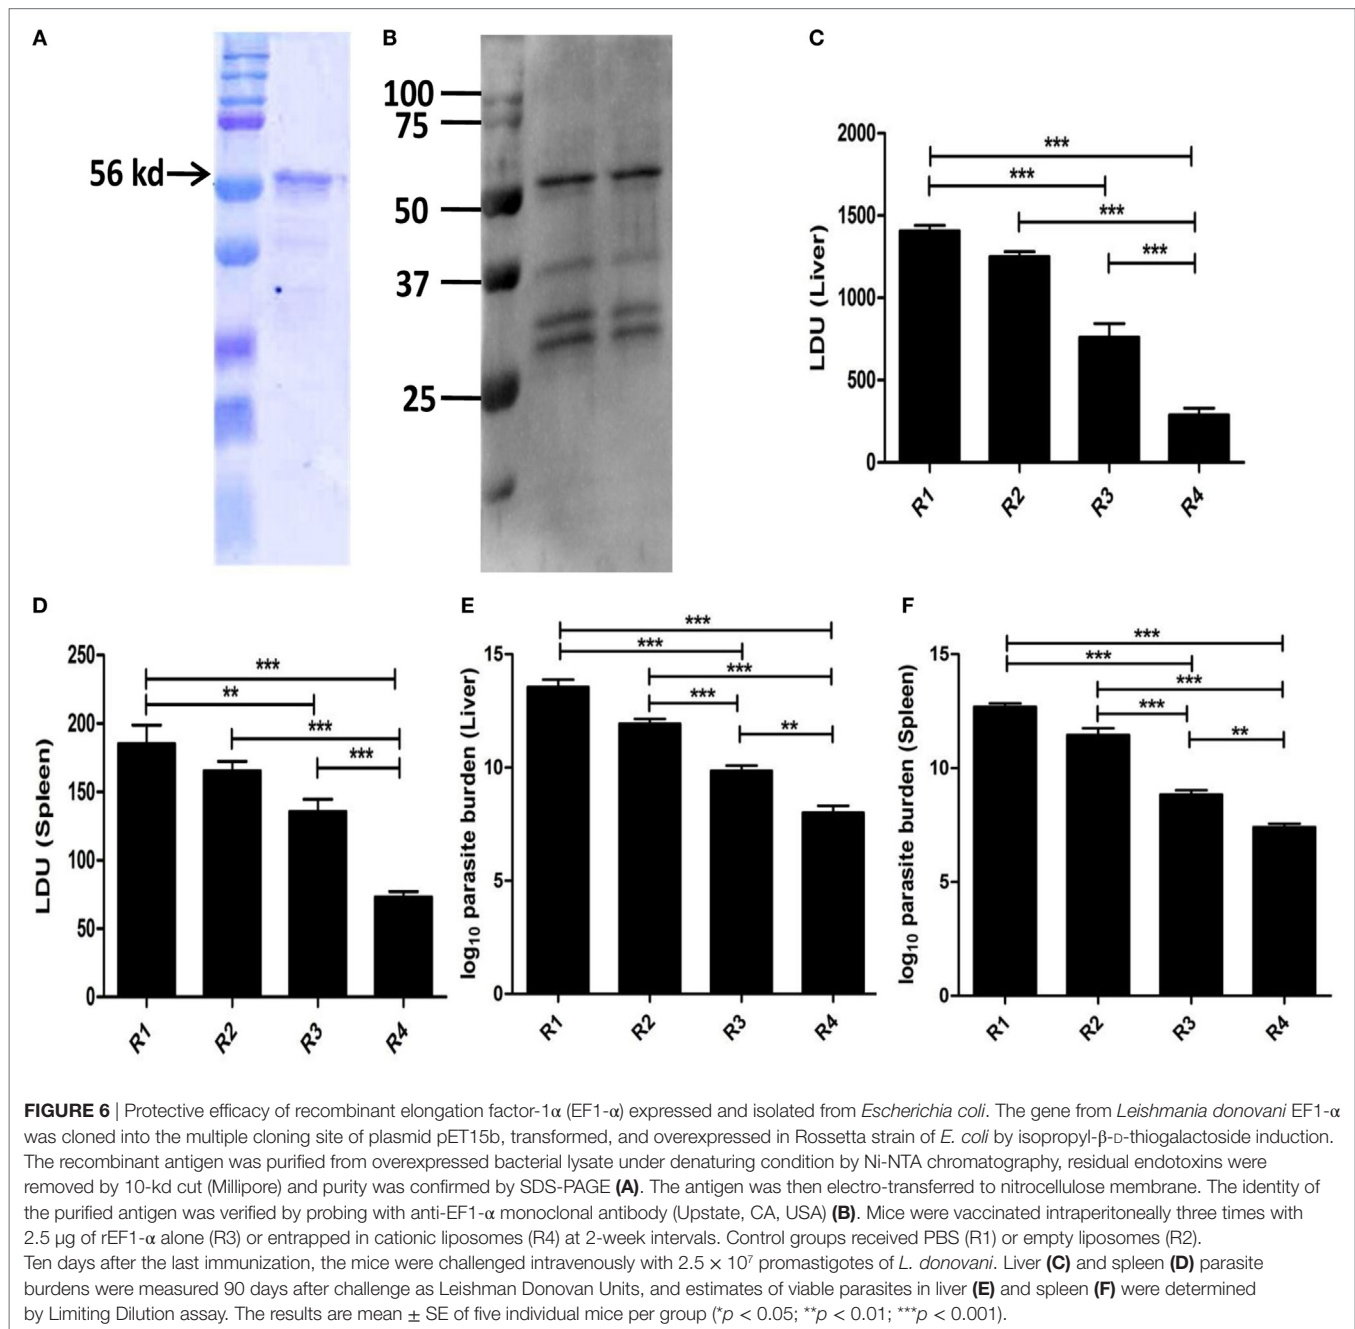 A
B
C
56 kd
100
75
50
37
25
2000
1500
1000
500
0
LDU (Liver)
***
***
***
***
R1
R2
R3
R4
D
E
F
250
200
150
100
50
0
LDU (Spleen)
***
**
***
***
R1
R2
R3
R4
15
10
5
0
log₁₀ parasite burden (Liver)
***
***
***
***
**
R1
R2
R3
R4
15
10
5
0
log₁₀ parasite burden (Spleen)
***
***
***
***
**
R1
R2
R3
R4
FIGURE 6 | Protective efficacy of recombinant elongation factor-1α (EF1-α) expressed and isolated from Escherichia coli. The gene from Leishmania donovani EF1-α
was cloned into the multiple cloning site of plasmid pET15b, transformed, and overexpressed in Rossetta strain of E. coli by isopropyl-β-D-thiogalactoside induction.
The recombinant antigen was purified from overexpressed bacterial lysate under denaturing condition by Ni-NTA chromatography, residual endotoxins were
removed by 10-kd cut (Millipore) and purity was confirmed by SDS-PAGE (A). The antigen was then electro-transferred to nitrocellulose membrane. The identity of
the purified antigen was verified by probing with anti-EF1-α monoclonal antibody (Upstate, CA, USA) (B). Mice were vaccinated intraperitoneally three times with
2.5 µg of rEF1-α alone (R3) or entrapped in cationic liposomes (R4) at 2-week intervals. Control groups received PBS (R1) or empty liposomes (R2).
Ten days after the last immunization, the mice were challenged intravenously with 2.5 × 10⁷ promastigotes of L. donovani. Liver (C) and spleen (D) parasite
burdens were measured 90 days after challenge as Leishman Donovan Units, and estimates of viable parasites in liver (E) and spleen (F) were determined
by Limiting Dilution assay. The results are mean ± SE of five individual mice per group (*p < 0.05; **p < 0.01; ***p < 0.001).